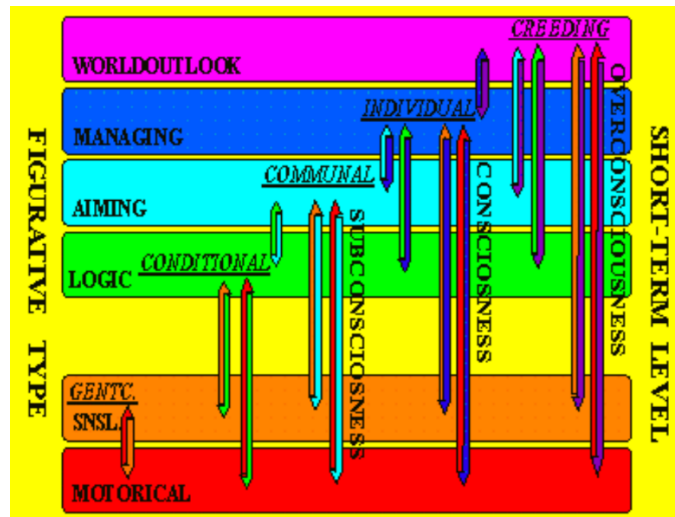 CREEDING
WORLDOUTLOOK
INDIVIDUAL
MANAGING
COMMUNAL
AIMING
CONDITIONAL
LOGIC
GENTC.
SNSL.
MOTORICAL
FIGURATIVE TYPE
SUBCONSCIOSNESS
CONSCIOSNESS
OVERCONSCIOUSNESS
SHORT-TERM LEVEL